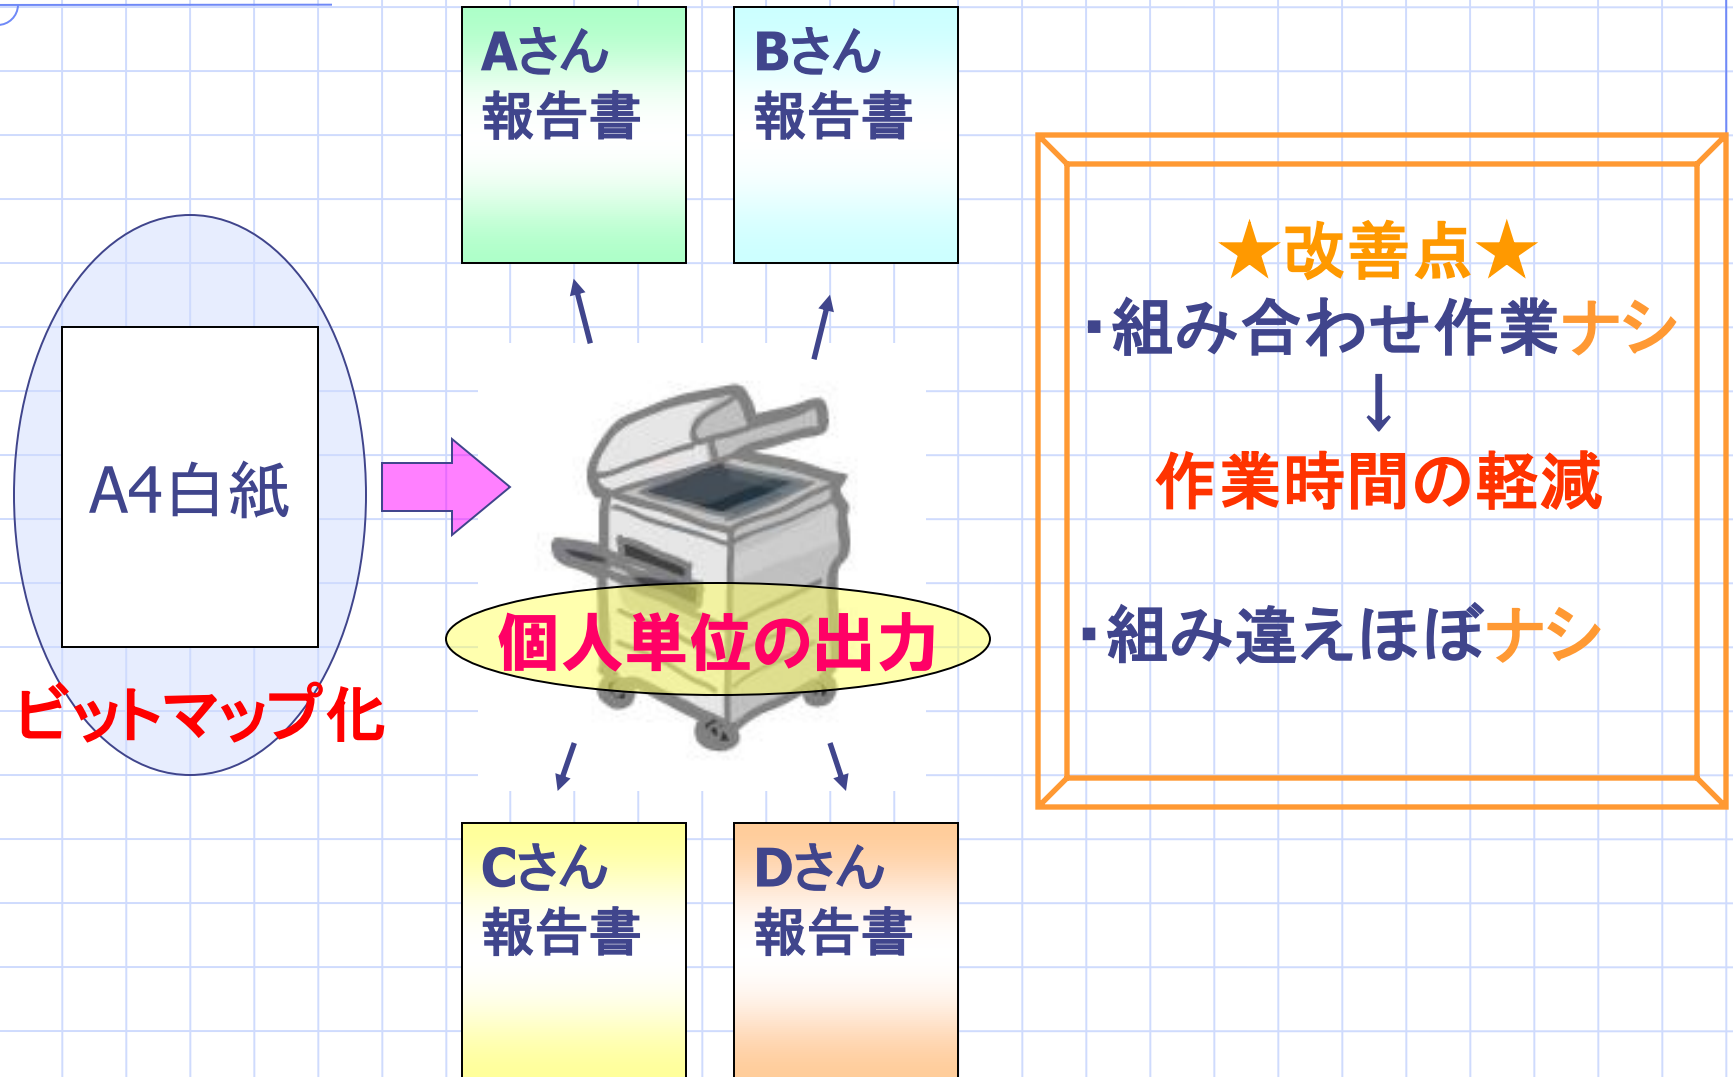 Aさん
報告書
Bさん
報告書
A4白紙
ビットマップ化
個人単位の出力
Cさん
報告書
Dさん
報告書
★改善点★
・組み合わせ作業ナシ
↓
作業時間の軽減
・組み違えほぼナシ